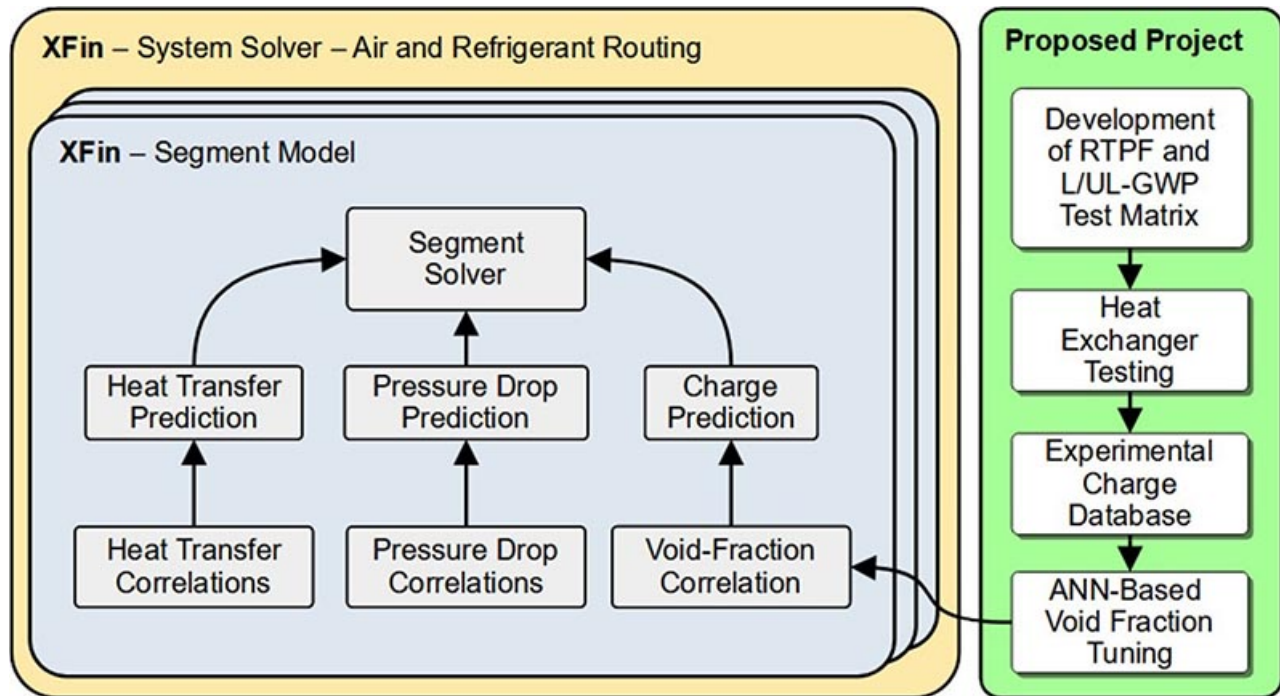 XFin – System Solver – Air and Refrigerant Routing
XFin – Segment Model
Segment
Solver
Heat Transfer
Prediction
Pressure Drop
Prediction
Charge
Prediction
Heat Transfer
Correlations
Pressure Drop
Correlations
Void-Fraction
Correlation
Proposed Project
Development
of RTPF and
L/UL-GWP
Test Matrix
Heat
Exchanger
Testing
Experimental
Charge
Database
ANN-Based
Void Fraction
Tuning